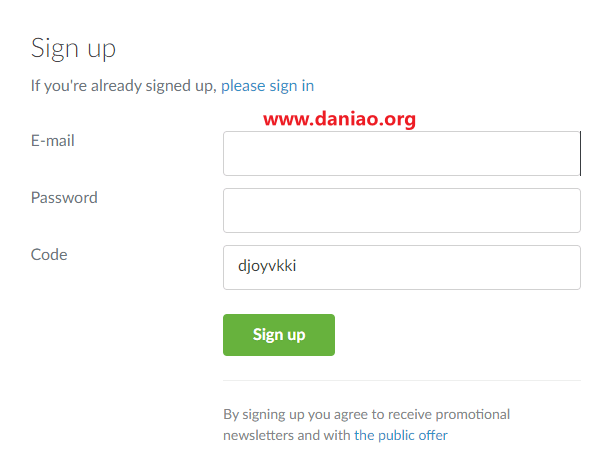 Sign up
If you're already signed up, please sign in
www.daniao.org
E-mail
Password
Code
djoyvkki
Sign up
By signing up you agree to receive promotional
newsletters and with the public offer